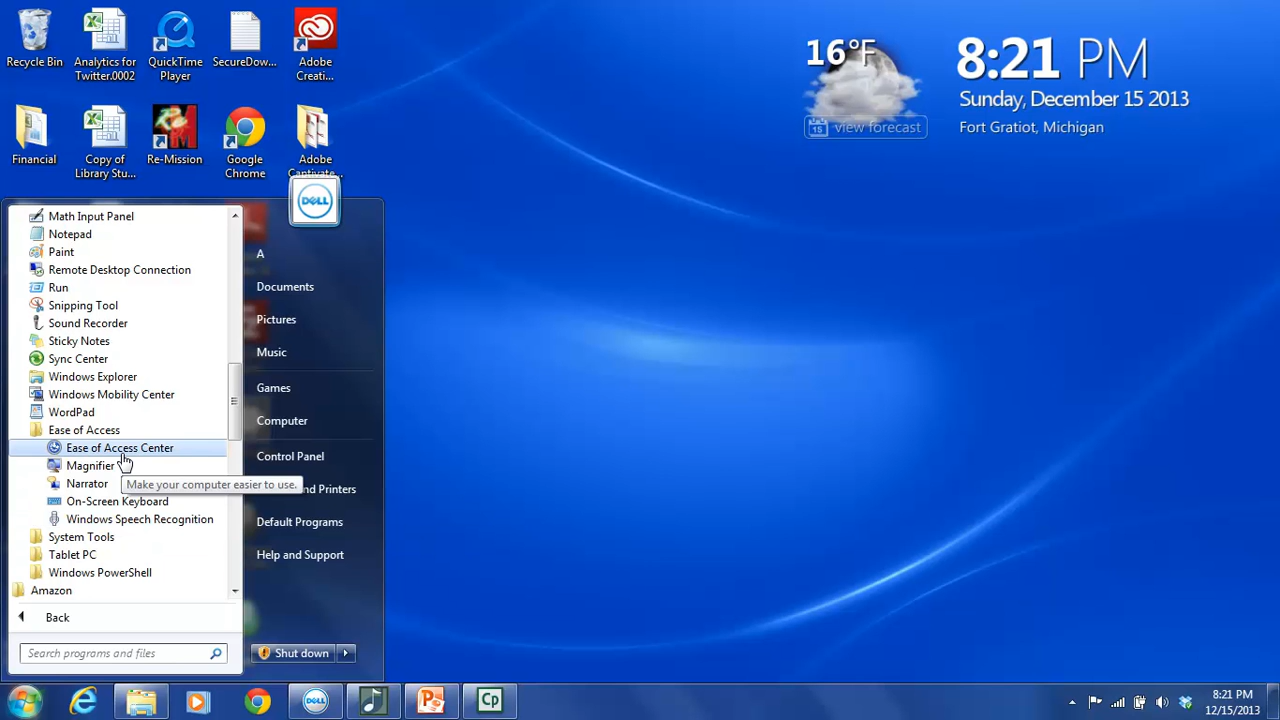 Recycle Bin
Analytics for
Twitter.0002
QuickTime
Player
SecureDow...
Adobe
Creati...
Financial
Copy of
Library Stu...
Re-Mission
Google
Chrome
Adobe
Captivate...
16°F
view forecast
15
8:21 PM
Sunday, December 15 2013
Fort Gratiot, Michigan
DELL
Math Input Panel
Notepad
Paint
Remote Desktop Connection
Run
Snipping Tool
Sound Recorder
Sticky Notes
Sync Center
Windows Explorer
Windows Mobility Center
WordPad
Ease of Access
Ease of Access Center
Magnifier
Narrator
Make your computer easier to use.
On-Screen Keyboard
Windows Speech Recognition
System Tools
Tablet PC
Windows PowerShell
Amazon
Back
Search programs and files
A
Documents
Pictures
Music
Games
Computer
Control Panel
and Printers
Default Programs
Help and Support
Shut down
DELL
P
Cp
8:21 PM
12/15/2013